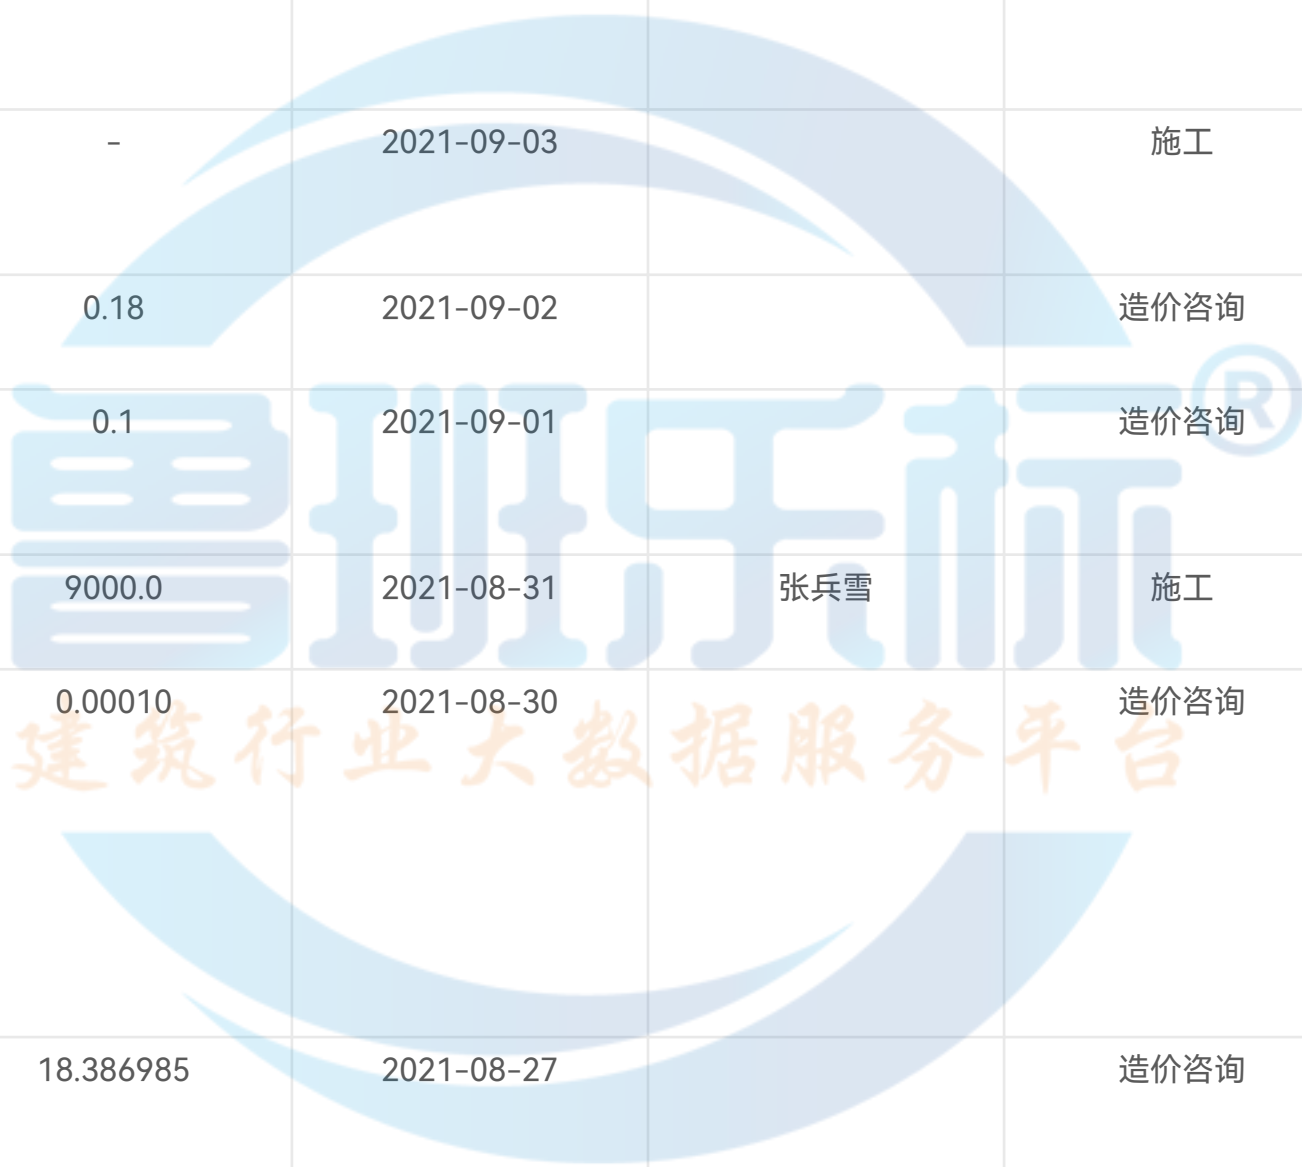 - 2021-09-03 施工
0.18 2021-09-02 造价咨询
0.1 2021-09-01 造价咨询
鲁班乐标®
9000.0 2021-08-31 张兵雪 施工
0.00010 2021-08-30 造价咨询
建筑行业大数据服务平台
18.386985 2021-08-27 造价咨询